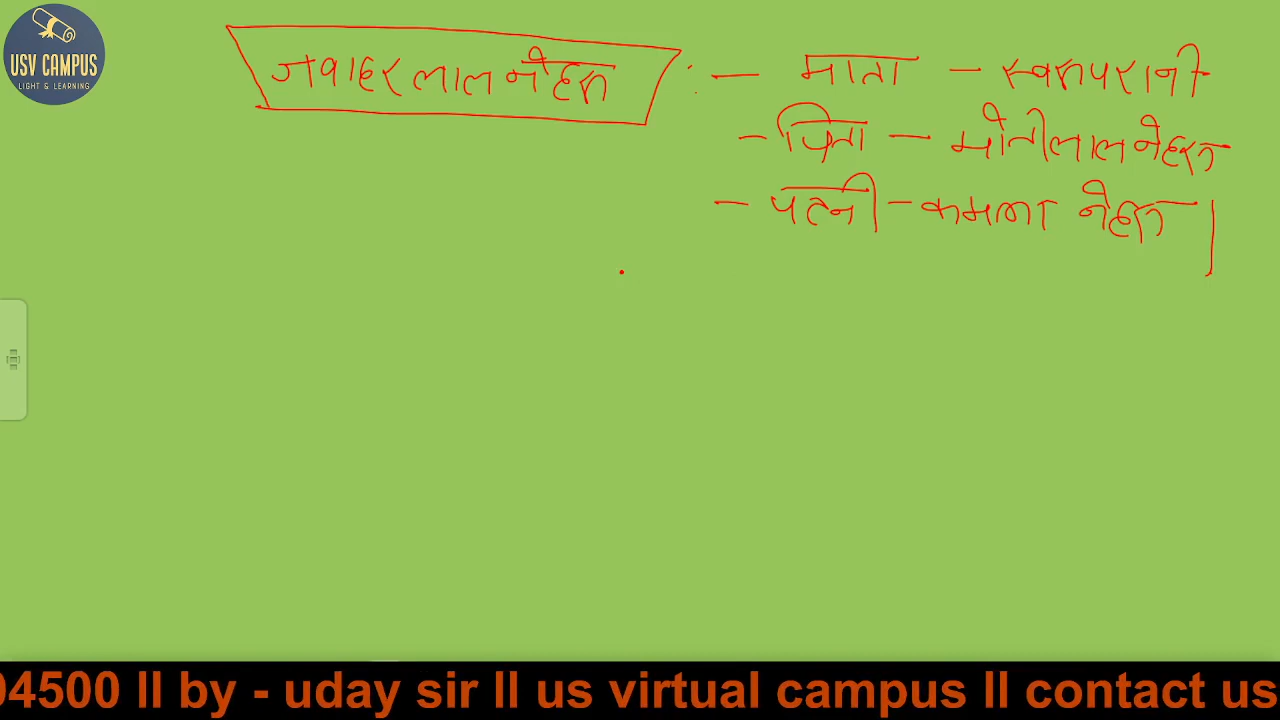 USV CAMPUS
LIGHT & LEARNING
जवाहर लाल नेहरू : - माता - स्वरूपरानी
- पिता - मोतीलाल नेहरू
- पत्नी - कमला नेहरू |
04500 ll by - uday sir ll us virtual campus ll contact us